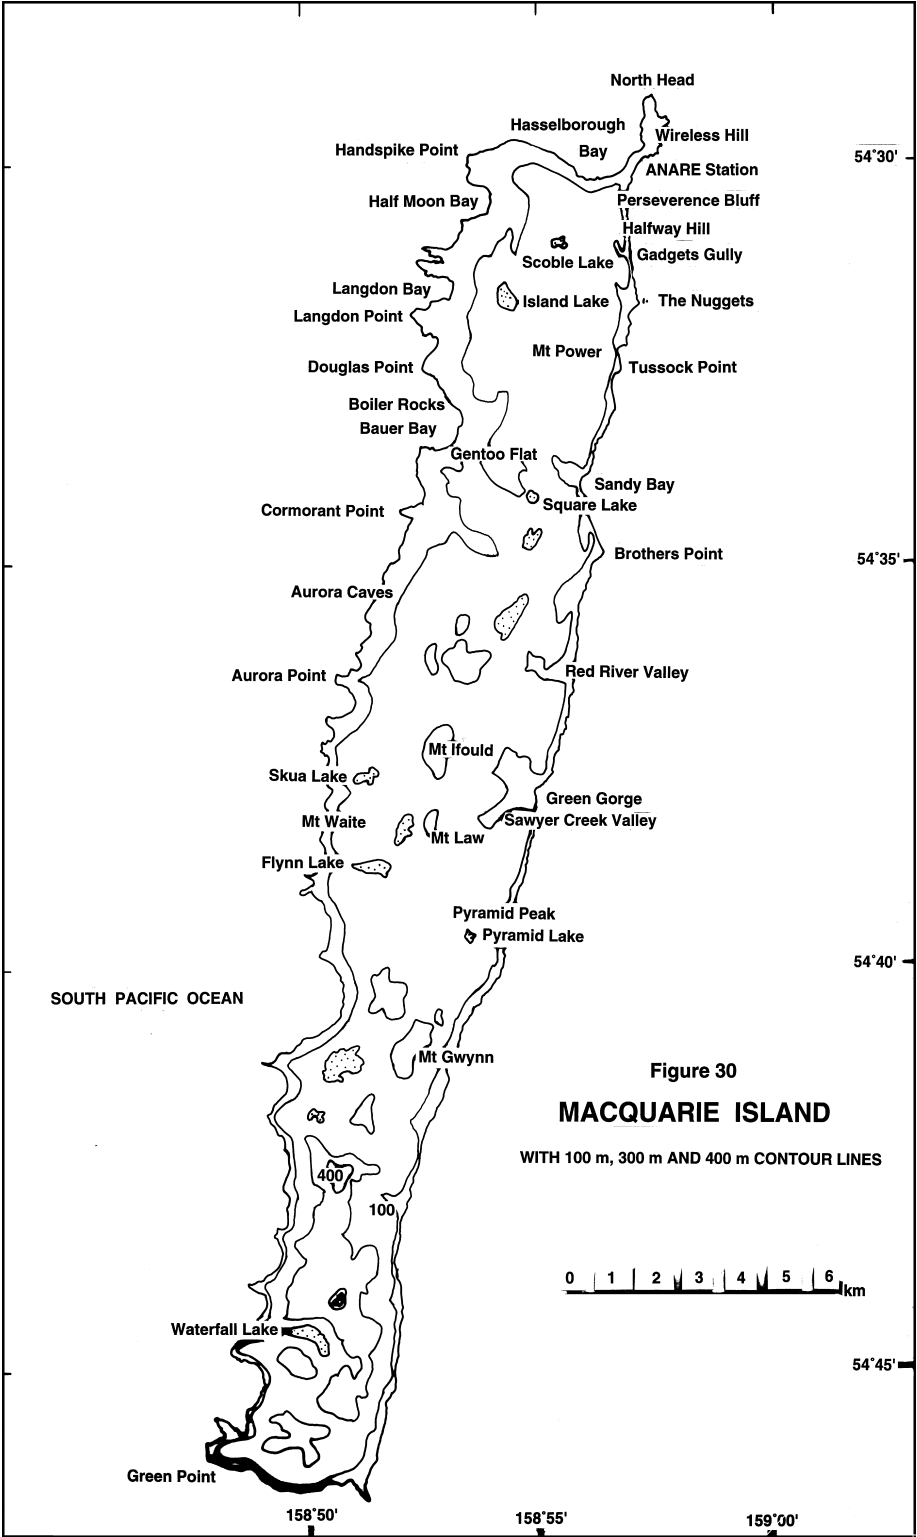 North Head
Hasselborough
Bay
Wireless Hill
Handspike Point
54°30'
ANARE Station
Half Moon Bay
Perseverence Bluff
Halfway Hill
Gadgets Gully
Scoble Lake
Langdon Bay
Island Lake
The Nuggets
Langdon Point
Mt Power
Douglas Point
Tussock Point
Boiler Rocks
Bauer Bay
Gentoo Flat
Sandy Bay
Square Lake
Cormorant Point
Brothers Point
54°35'
Aurora Caves
Red River Valley
Aurora Point
Mt Ifould
Skua Lake
Green Gorge
Mt Waite
Sawyer Creek Valley
Mt Law
Flynn Lake
Pyramid Peak
Pyramid Lake
54°40'
SOUTH PACIFIC OCEAN
Mt Gwynn
Figure 30
MACQUARIE ISLAND
WITH 100 m, 300 m AND 400 m CONTOUR LINES
400
100
0 1 2 3 4 5 6
km
Waterfall Lake
54°45'
Green Point
158°50'
158°55'
159°00'